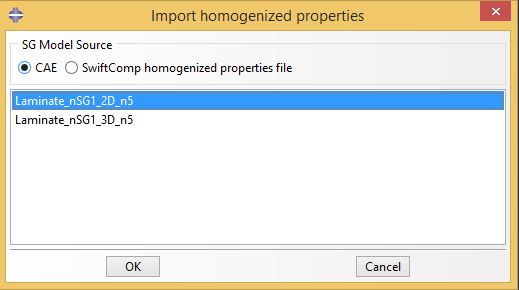 Import homogenized properties
SG Model Source
CAE SwiftComp homogenized properties file
Laminate_nSG1_2D_n5
Laminate_nSG1_3D_n5
OK Cancel